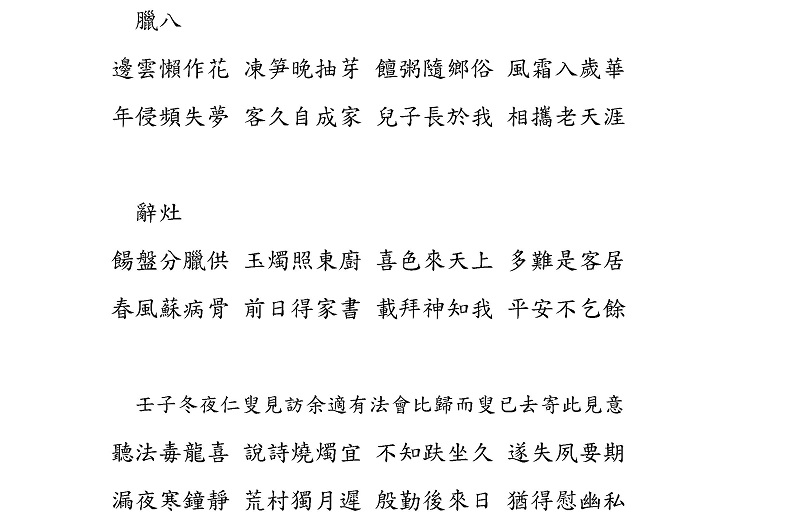 臘八
邊雲懶作花 凍笋晚抽芽 饘粥隨鄉俗 風霜入歲華
年侵頻失夢 客久自成家 兒子長於我 相攜老天涯
辭灶
餳盤分臘供 玉燭照東廚 喜色來天上 多難是客居
春風蘇病骨 前日得家書 載拜神知我 平安不乞餘
壬子冬夜仁叟見訪余適有法會比歸而叟已去寄此見意
聽法毒龍喜 說詩燒燭宜 不知趺坐久 遂失夙要期
漏夜寒鐘靜 荒村獨月遲 殷勤後來日 猶得慰幽私